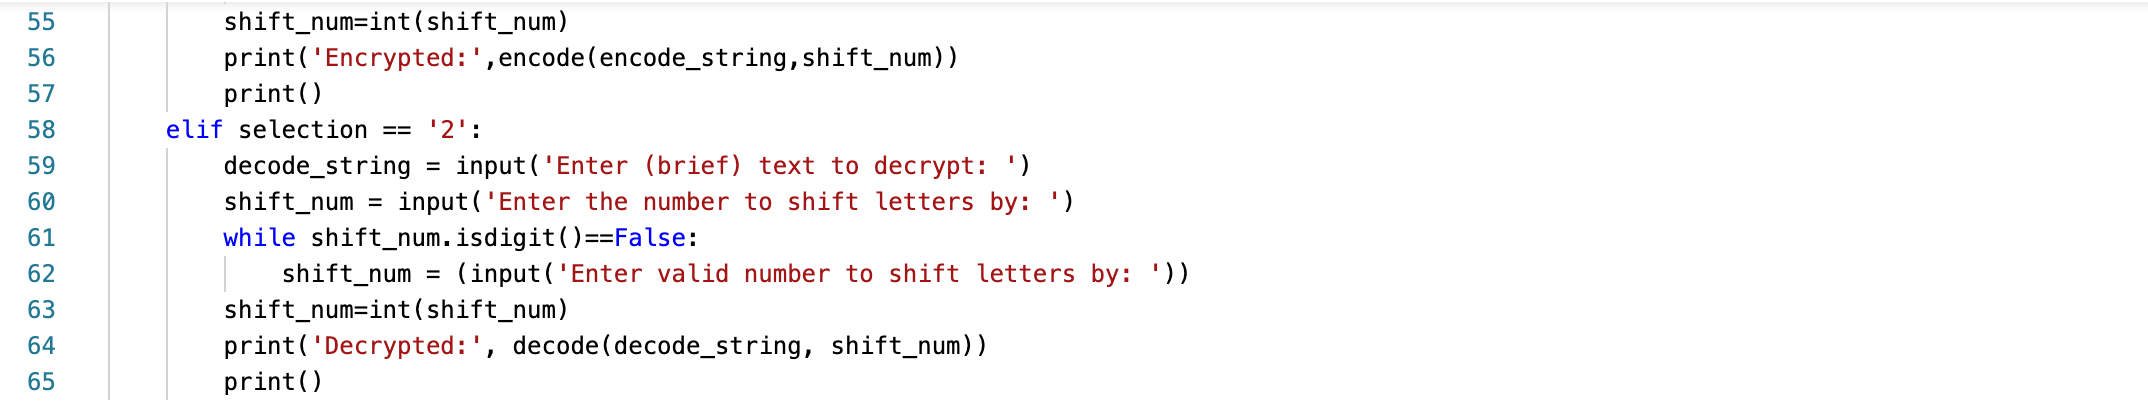 55 shift_num=int(shift_num)
56 print('Encrypted:',encode(encode_string,shift_num))
57 print()
58 elif selection == '2':
59 decode_string = input('Enter (brief) text to decrypt: ')
60 shift_num = input('Enter the number to shift letters by: ')
61 while shift_num.isdigit()==False:
62 shift_num = (input('Enter valid number to shift letters by: '))
63 shift_num=int(shift_num)
64 print('Decrypted:', decode(decode_string, shift_num))
65 print()